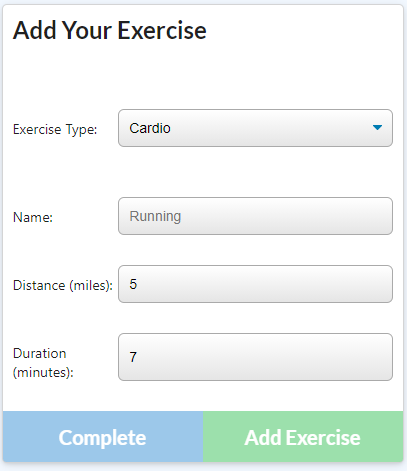 Add Your Exercise
Exercise Type:
Cardio
Name:
Running
Distance (miles):
5
Duration
(minutes):
7
Complete
Add Exercise